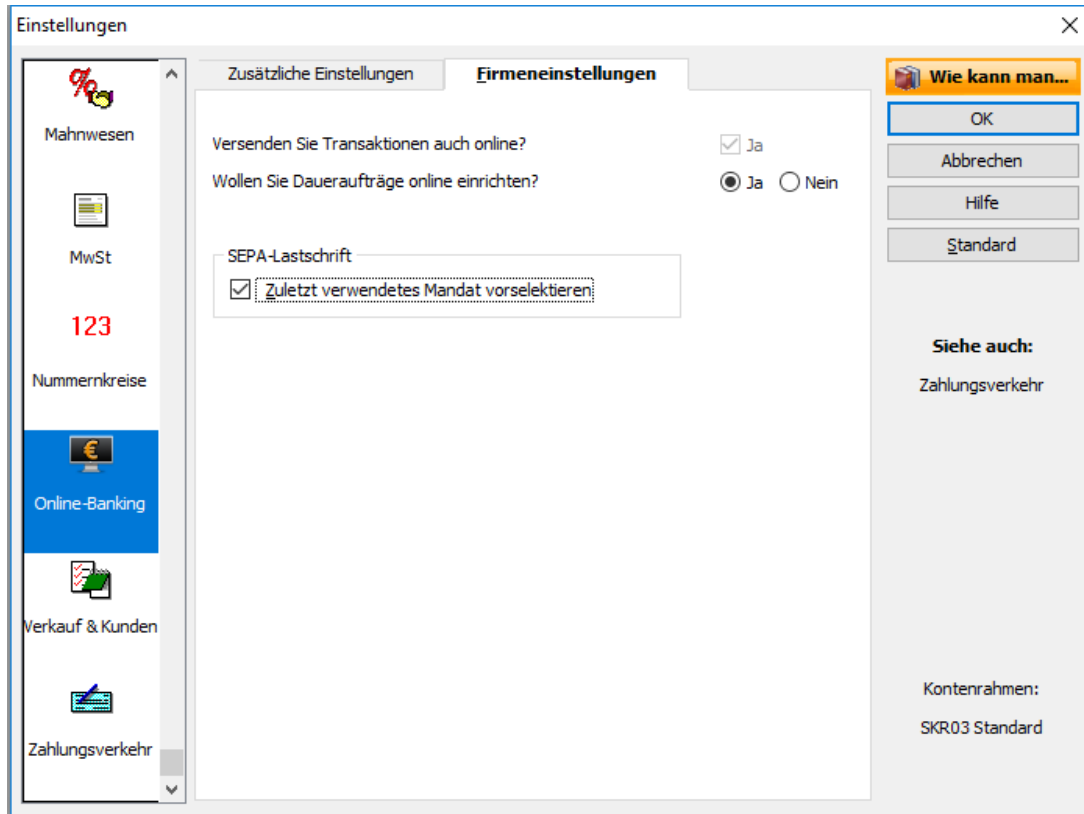 Einstellungen
Mahnwesen
MwSt
123
Nummernkreise
€
Online-Banking
Verkauf & Kunden
Zahlungsverkehr
Zusätzliche Einstellungen
Firmeneinstellungen
Versenden Sie Transaktionen auch online?
Ja
Wollen Sie Daueraufträge online einrichten?
Ja Nein
SEPA-Lastschrift
Zuletzt verwendetes Mandat vorselektieren
Wie kann man...
OK
Abbrechen
Hilfe
Standard
Siehe auch:
Zahlungsverkehr
Kontenrahmen:
SKR03 Standard